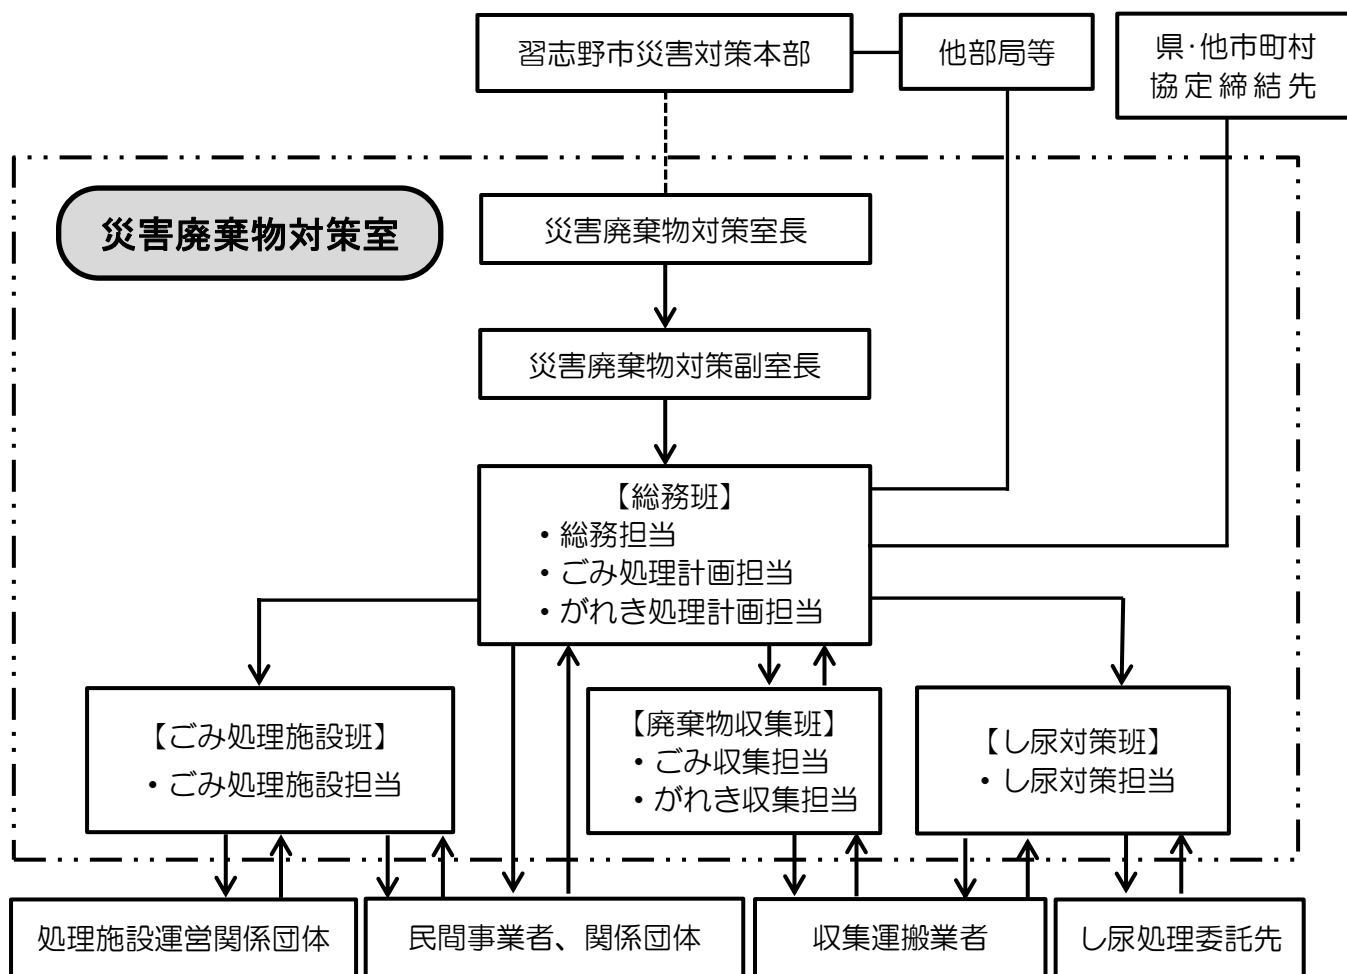 習志野市災害対策本部
他部局等
県・他市町村
協定締結先
災害廃棄物対策室
災害廃棄物対策室長
災害廃棄物対策副室長
【総務班】
・総務担当
・ごみ処理計画担当
・がれき処理計画担当
【ごみ処理施設班】
・ごみ処理施設担当
【廃棄物収集班】
・ごみ収集担当
・がれき収集担当
【し尿対策班】
・し尿対策担当
処理施設運営関係団体
民間事業者、関係団体
収集運搬業者
し尿処理委託先